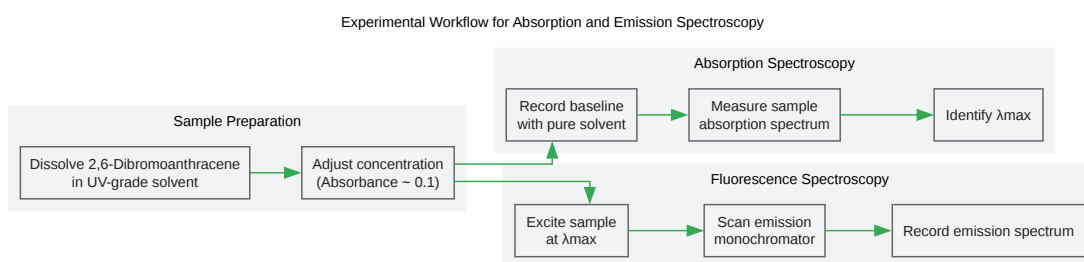 Experimental Workflow for Absorption and Emission Spectroscopy
Sample Preparation
Dissolve 2,6-Dibromoanthracene
in UV-grade solvent
Adjust concentration
(Absorbance ~ 0.1)
Absorption Spectroscopy
Record baseline
with pure solvent
Measure sample
absorption spectrum
Identify λmax
Fluorescence Spectroscopy
Excite sample
at λmax
Scan emission
monochromator
Record emission spectrum